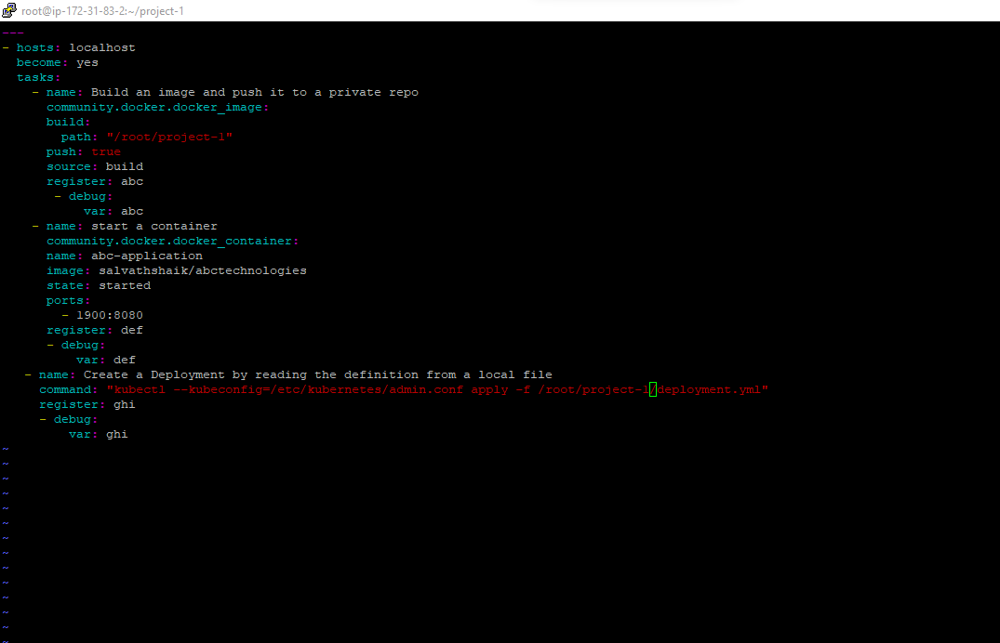 root@ip-172-31-83-2:~/project-1
---
- hosts: localhost
  become: yes
  tasks:
    - name: Build an image and push it to a private repo
      community.docker.docker_image:
      build:
        path: "/root/project-1"
      push: true
      source: build
      register: abc
       - debug:
           var: abc
    - name: start a container
      community.docker.docker_container:
      name: abc-application
      image: salvathshaik/abctechnologies
      state: started
      ports:
        - 1900:8080
      register: def
      - debug:
          var: def
   - name: Create a Deployment by reading the definition from a local file
     command: "kubectl --kubeconfig=/etc/kubernetes/admin.conf apply -f /root/project-1/deployment.yml"
     register: ghi
     - debug:
         var: ghi
~
~
~
~
~
~
~
~
~
~
~
~
~
~